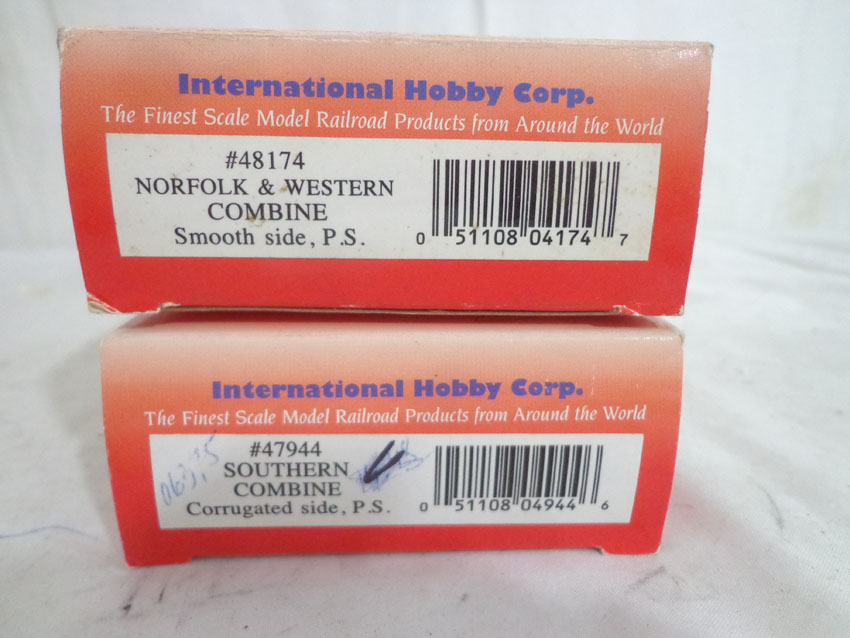 International Hobby Corp.
The Finest Scale Model Railroad Products from Around the World
#48174
NORFOLK & WESTERN
COMBINE
Smooth side, P.S.
0 51108 04174 7
International Hobby Corp.
The Finest Scale Model Railroad Products from Around the World
#47944
SOUTHERN
COMBINE
Corrugated side, P.S.
0 51108 04944 6